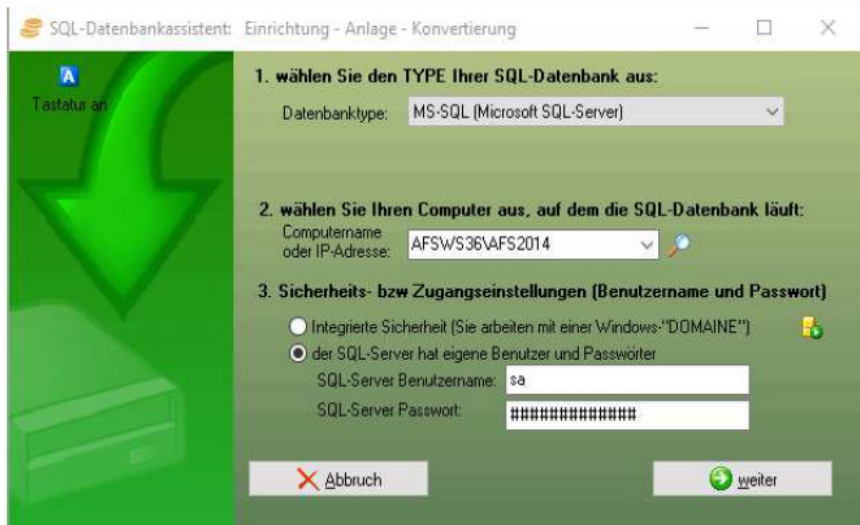 SQL-Datenbankassistent: Einrichtung - Anlage - Konvertierung
A
Tastatur an
1. wählen Sie den TYPE Ihrer SQL-Datenbank aus:
Datenbanktype: MS-SQL (Microsoft SQL-Server)
2. wählen Sie Ihren Computer aus, auf dem die SQL-Datenbank läuft:
Computername
oder IP-Adresse: AFSWS36\AFS2014
3. Sicherheits- bzw Zugangseinstellungen (Benutzername und Passwort)
Integrierte Sicherheit (Sie arbeiten mit einer Windows-"DOMAINE")
der SQL-Server hat eigene Benutzer und Passwörter
SQL-Server Benutzername: sa
SQL-Server Passwort: #############
Abbruch
weiter